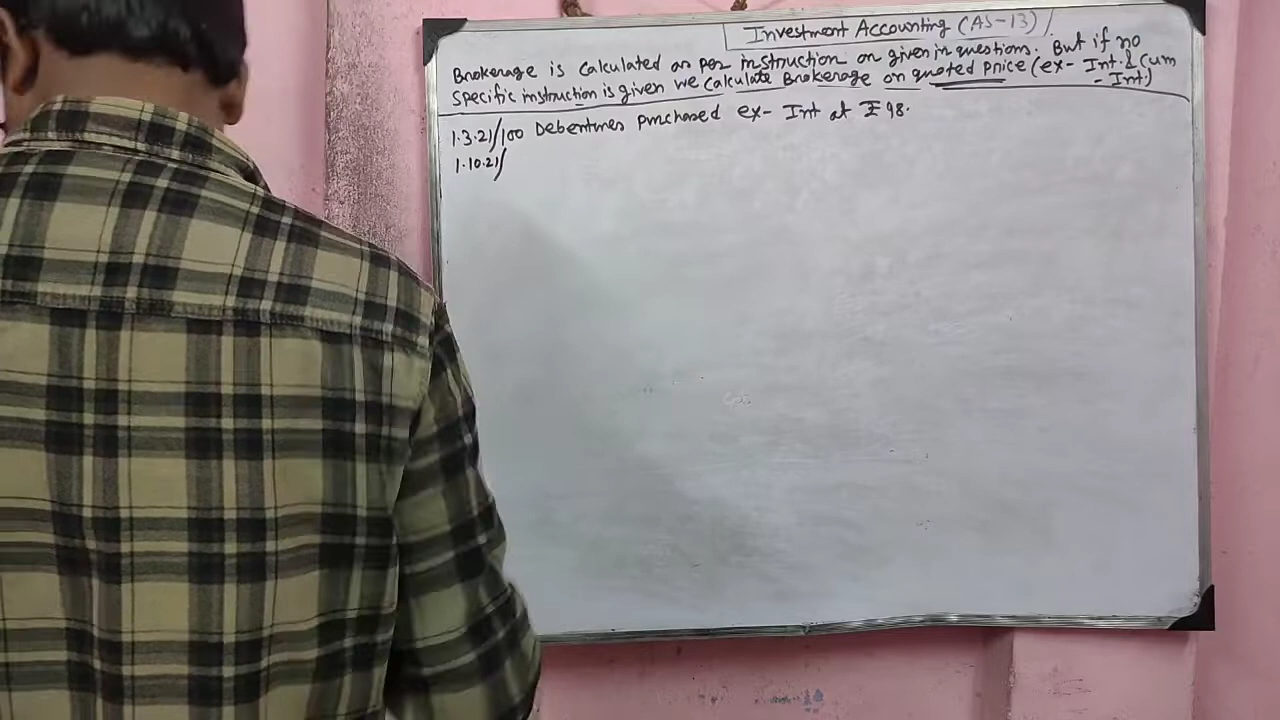 Investment Accounting (AS-13)
Brokerage is calculated as per instruction or given in questions. But if no
specific instruction is given we calculate Brokerage on quoted price (ex- Int. & cum
- Int)
1.3.21/100 Debentures purchased ex- Int at ₹ 98.
1.10.21/